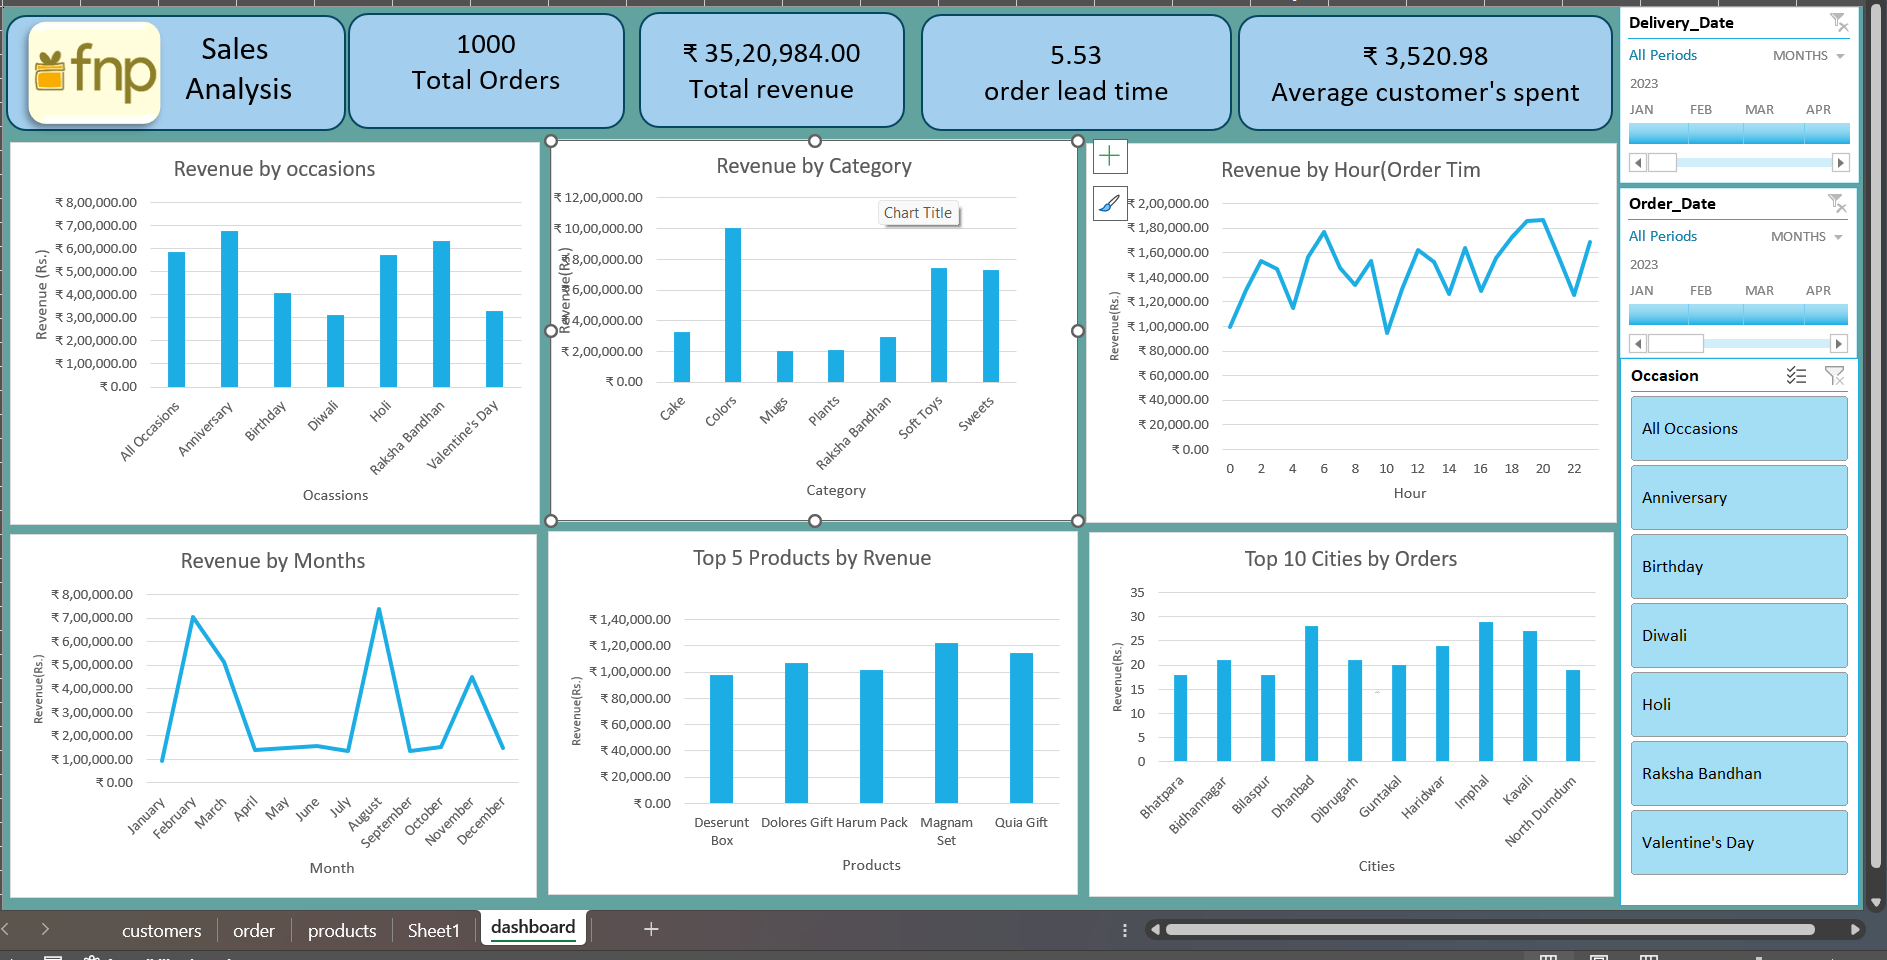 fnp
Sales
Analysis
1000
Total Orders
₹ 35,20,984.00
Total revenue
5.53
order lead time
₹ 3,520.98
Average customer's spent
Revenue by occasions
₹ 8,00,000.00
₹ 7,00,000.00
₹ 6,00,000.00
₹ 5,00,000.00
₹ 4,00,000.00
₹ 3,00,000.00
₹ 2,00,000.00
₹ 1,00,000.00
₹ 0.00
Revenue (Rs.)
All Occasions
Anniversary
Birthday
Diwali
Holi
Raksha Bandhan
Valentine's Day
Ocassions
Revenue by Category
Chart Title
₹ 12,00,000.00
₹ 10,00,000.00
₹ 8,00,000.00
₹ 6,00,000.00
₹ 4,00,000.00
₹ 2,00,000.00
₹ 0.00
Revenue(Rs.)
Cake
Colors
Mugs
Plants
Raksha Bandhan
Soft Toys
Sweets
Category
Revenue by Hour(Order Tim
₹ 2,00,000.00
₹ 1,80,000.00
₹ 1,60,000.00
₹ 1,40,000.00
₹ 1,20,000.00
₹ 1,00,000.00
₹ 80,000.00
₹ 60,000.00
₹ 40,000.00
₹ 20,000.00
₹ 0.00
Revenue(Rs.)
0 2 4 6 8 10 12 14 16 18 20 22
Hour
Revenue by Months
₹ 8,00,000.00
₹ 7,00,000.00
₹ 6,00,000.00
₹ 5,00,000.00
₹ 4,00,000.00
₹ 3,00,000.00
₹ 2,00,000.00
₹ 1,00,000.00
₹ 0.00
Revenue(Rs.)
January
February
March
April
May
June
July
August
September
October
November
December
Month
Top 5 Products by Rvenue
₹ 1,40,000.00
₹ 1,20,000.00
₹ 1,00,000.00
₹ 80,000.00
₹ 60,000.00
₹ 40,000.00
₹ 20,000.00
₹ 0.00
Revenue(Rs.)
Deserunt Box
Dolores Gift
Harum Pack
Magnam Set
Quia Gift
Products
Top 10 Cities by Orders
35
30
25
20
15
10
5
0
Revenue(Rs.)
Bhatpara
Bidhannagar
Bilaspur
Dhanbad
Dibrugarh
Guntakal
Haridwar
Imphal
Kavali
North Dumdum
Cities
Delivery_Date
All Periods MONTHS
2023
JAN FEB MAR APR
Order_Date
All Periods MONTHS
2023
JAN FEB MAR APR
Occasion
All Occasions
Anniversary
Birthday
Diwali
Holi
Raksha Bandhan
Valentine's Day
customers order products Sheet1 dashboard